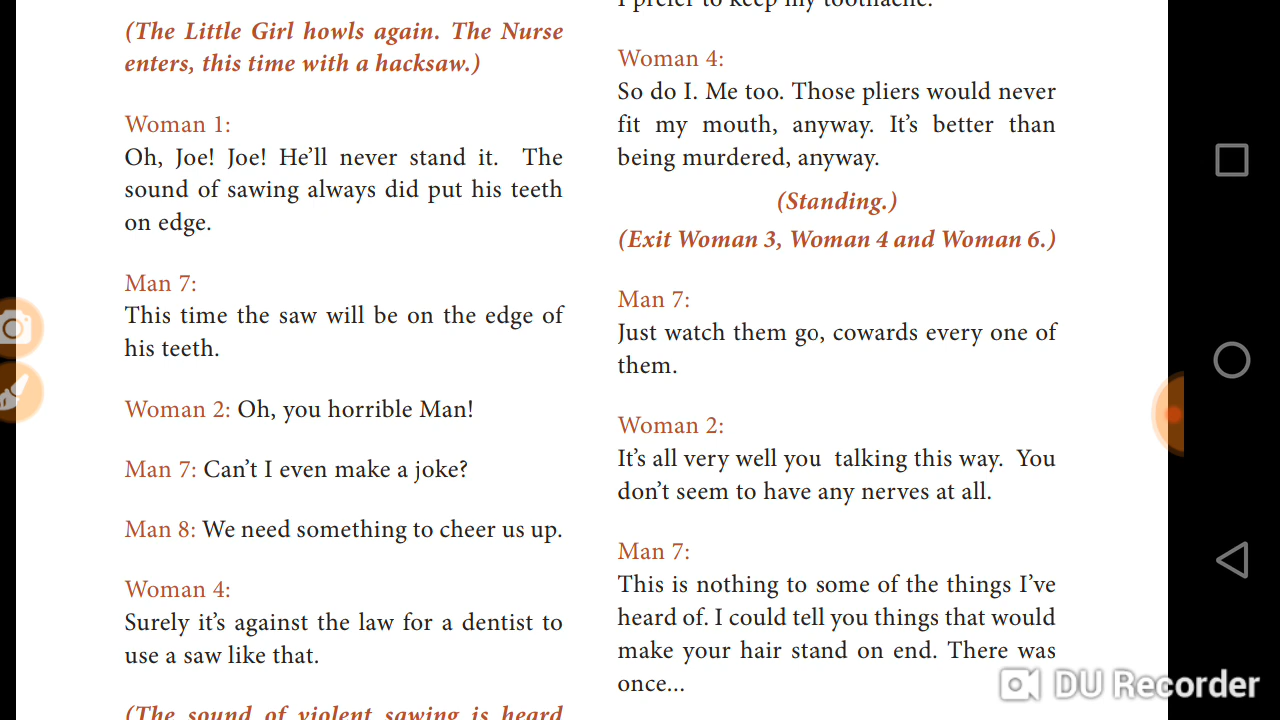 (The Little Girl howls again. The Nurse
enters, this time with a hacksaw.)
Woman 1:
Oh, Joe! Joe! He’ll never stand it. The
sound of sawing always did put his teeth
on edge.
Man 7:
This time the saw will be on the edge of
his teeth.
Woman 2: Oh, you horrible Man!
Man 7: Can’t I even make a joke?
Man 8: We need something to cheer us up.
Woman 4:
Surely it’s against the law for a dentist to
use a saw like that.
(The sound of violent sawing is heard
I prefer to keep my toothache.
Woman 4:
So do I. Me too. Those pliers would never
fit my mouth, anyway. It’s better than
being murdered, anyway.
(Standing.)
(Exit Woman 3, Woman 4 and Woman 6.)
Man 7:
Just watch them go, cowards every one of
them.
Woman 2:
It’s all very well you talking this way. You
don’t seem to have any nerves at all.
Man 7:
This is nothing to some of the things I’ve
heard of. I could tell you things that would
make your hair stand on end. There was
once...
DU Recorder